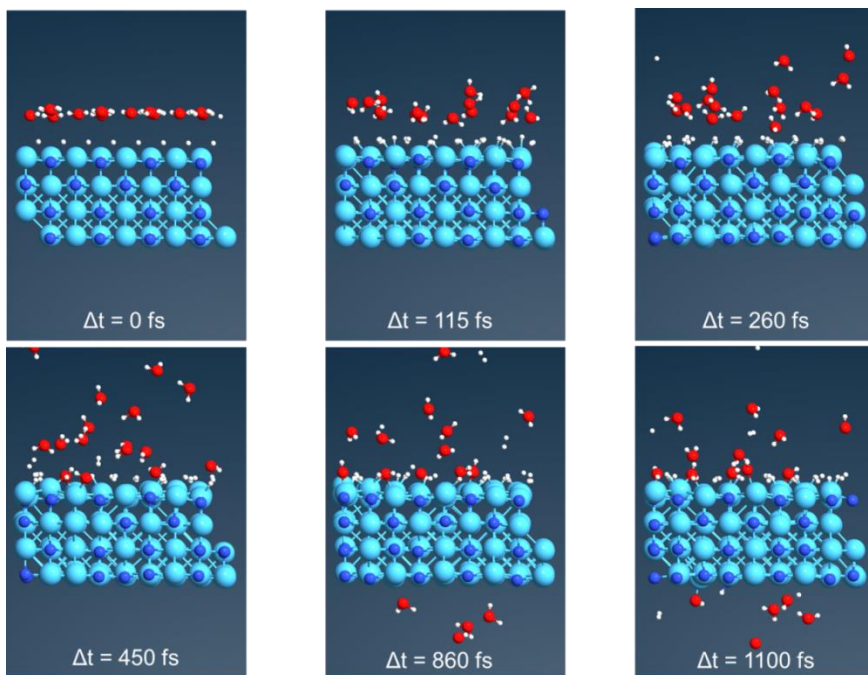 Δt = 0 fs
Δt = 115 fs
Δt = 260 fs
Δt = 450 fs
Δt = 860 fs
Δt = 1100 fs